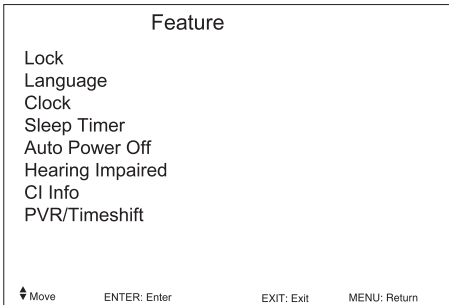 Feature
Lock
Language
Clock
Sleep Timer
Auto Power Off
Hearing Impaired
CI Info
PVR/Timeshift
Move ENTER: Enter EXIT: Exit MENU: Return